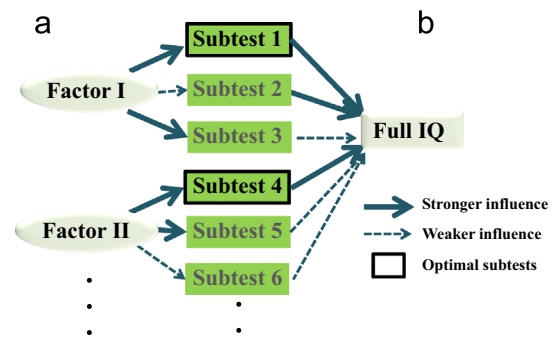 a
b
Subtest 1
Factor I
Subtest 2
Subtest 3
Full IQ
Subtest 4
Factor II
Subtest 5
Subtest 6
Stronger influence
Weaker influence
Optimal subtests